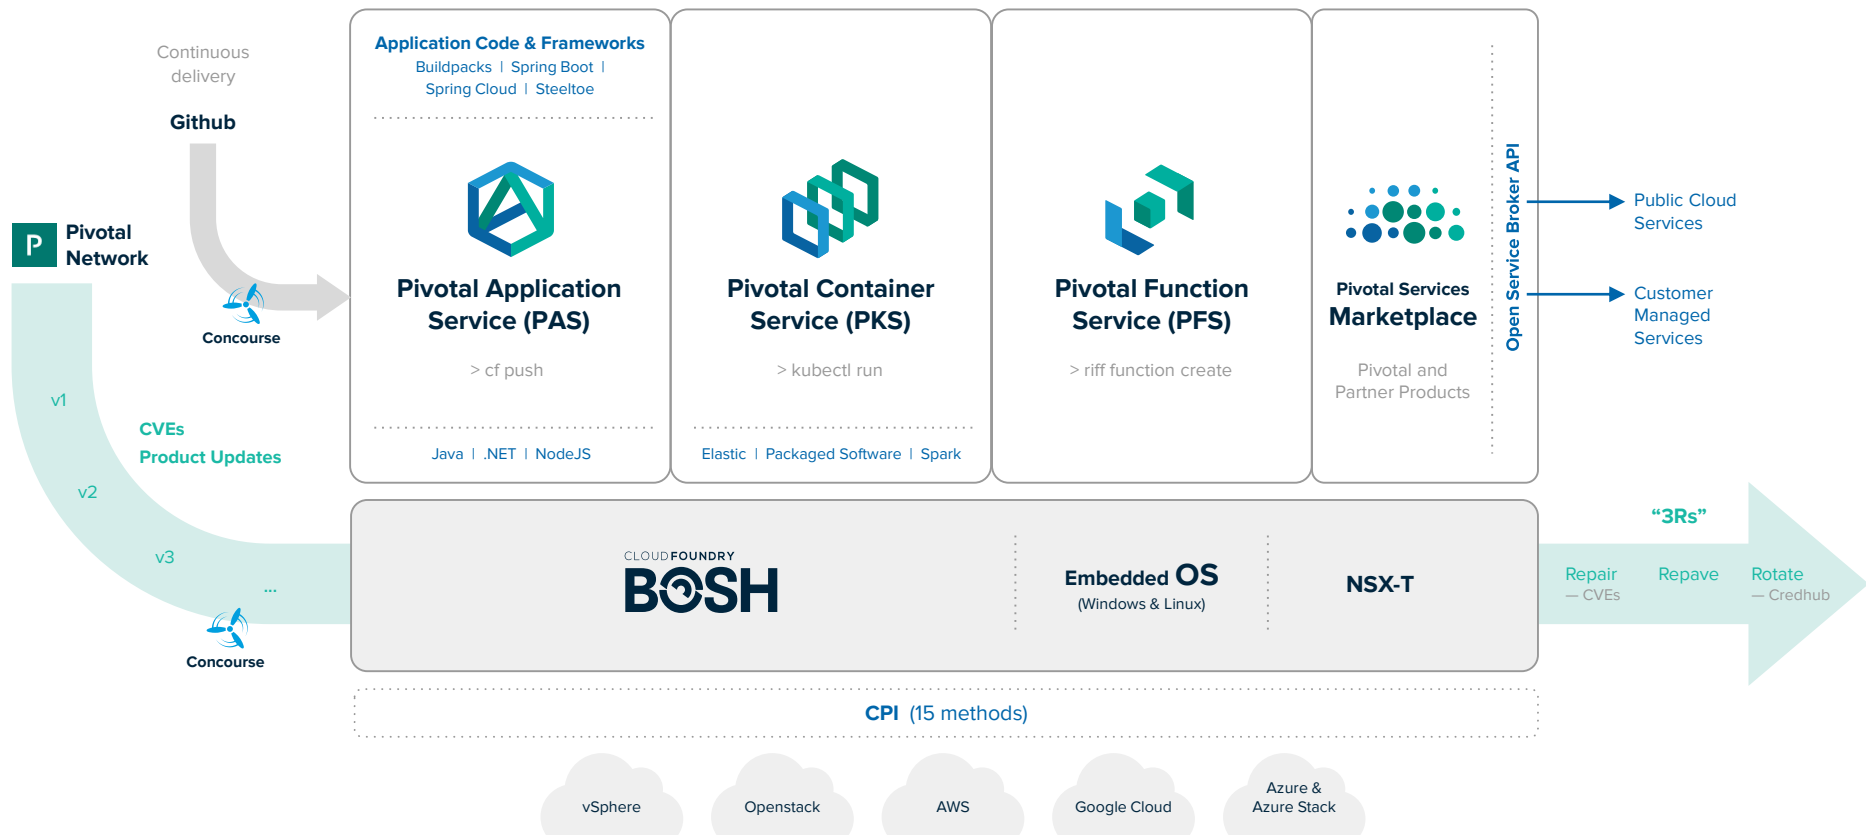 Continuous
delivery
Github
Concourse
P
Pivotal
Network
v1
v2
v3
...
CVEs
Product Updates
Concourse
Application Code & Frameworks
Buildpacks | Spring Boot |
Spring Cloud | Steeltoe
Pivotal Application
Service (PAS)
> cf push
Java | .NET | NodeJS
Pivotal Container
Service (PKS)
> kubectl run
Elastic | Packaged Software | Spark
Pivotal Function
Service (PFS)
> riff function create
Pivotal Services
Marketplace
Pivotal and
Partner Products
Open Service Broker API
Public Cloud
Services
Customer
Managed
Services
CLOUDFOUNDRY
BOSH
Embedded OS
(Windows & Linux)
NSX-T
“3Rs”
Repair
— CVEs
Repave
Rotate
— Credhub
CPI (15 methods)
vSphere
Openstack
AWS
Google Cloud
Azure &
Azure Stack